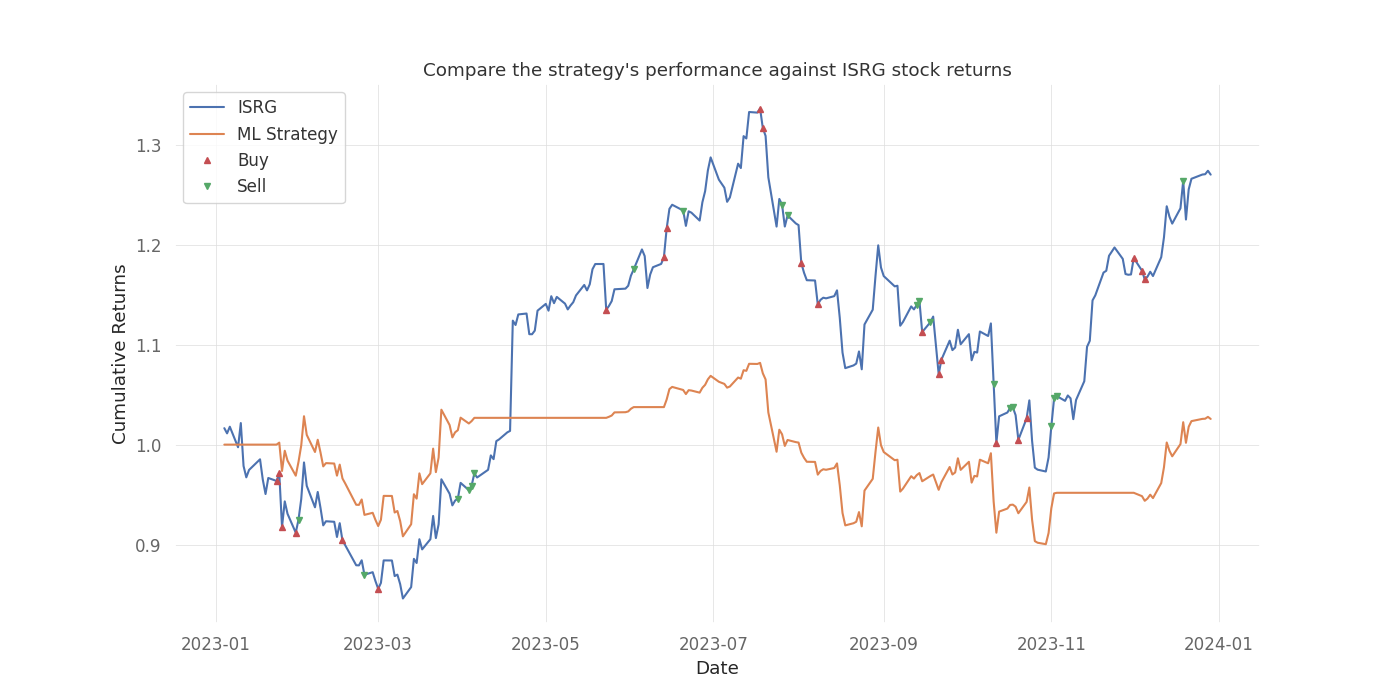 Compare the strategy's performance against ISRG stock returns
ISRG
ML Strategy
Buy
Sell
1.3
1.2
1.1
1.0
0.9
Cumulative Returns
2023-01 2023-03 2023-05 2023-07 2023-09 2023-11 2024-01
Date